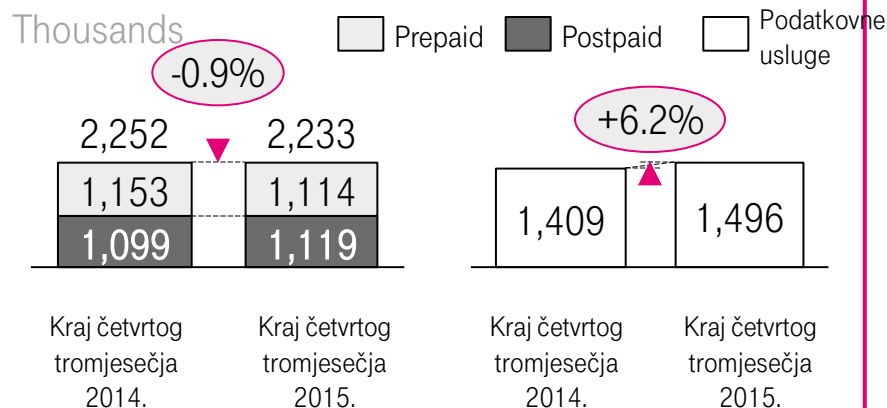 Thousands
Prepaid
Postpaid
Podatkovne
usluge
-0.9%
2,252
2,233
1,153
1,114
1,099
1,119
Kraj četvrtog
tromjesečja
2014.
Kraj četvrtog
tromjesečja
2015.
+6.2%
1,409
1,496
Kraj četvrtog
tromjesečja
2014.
Kraj četvrtog
tromjesečja
2015.